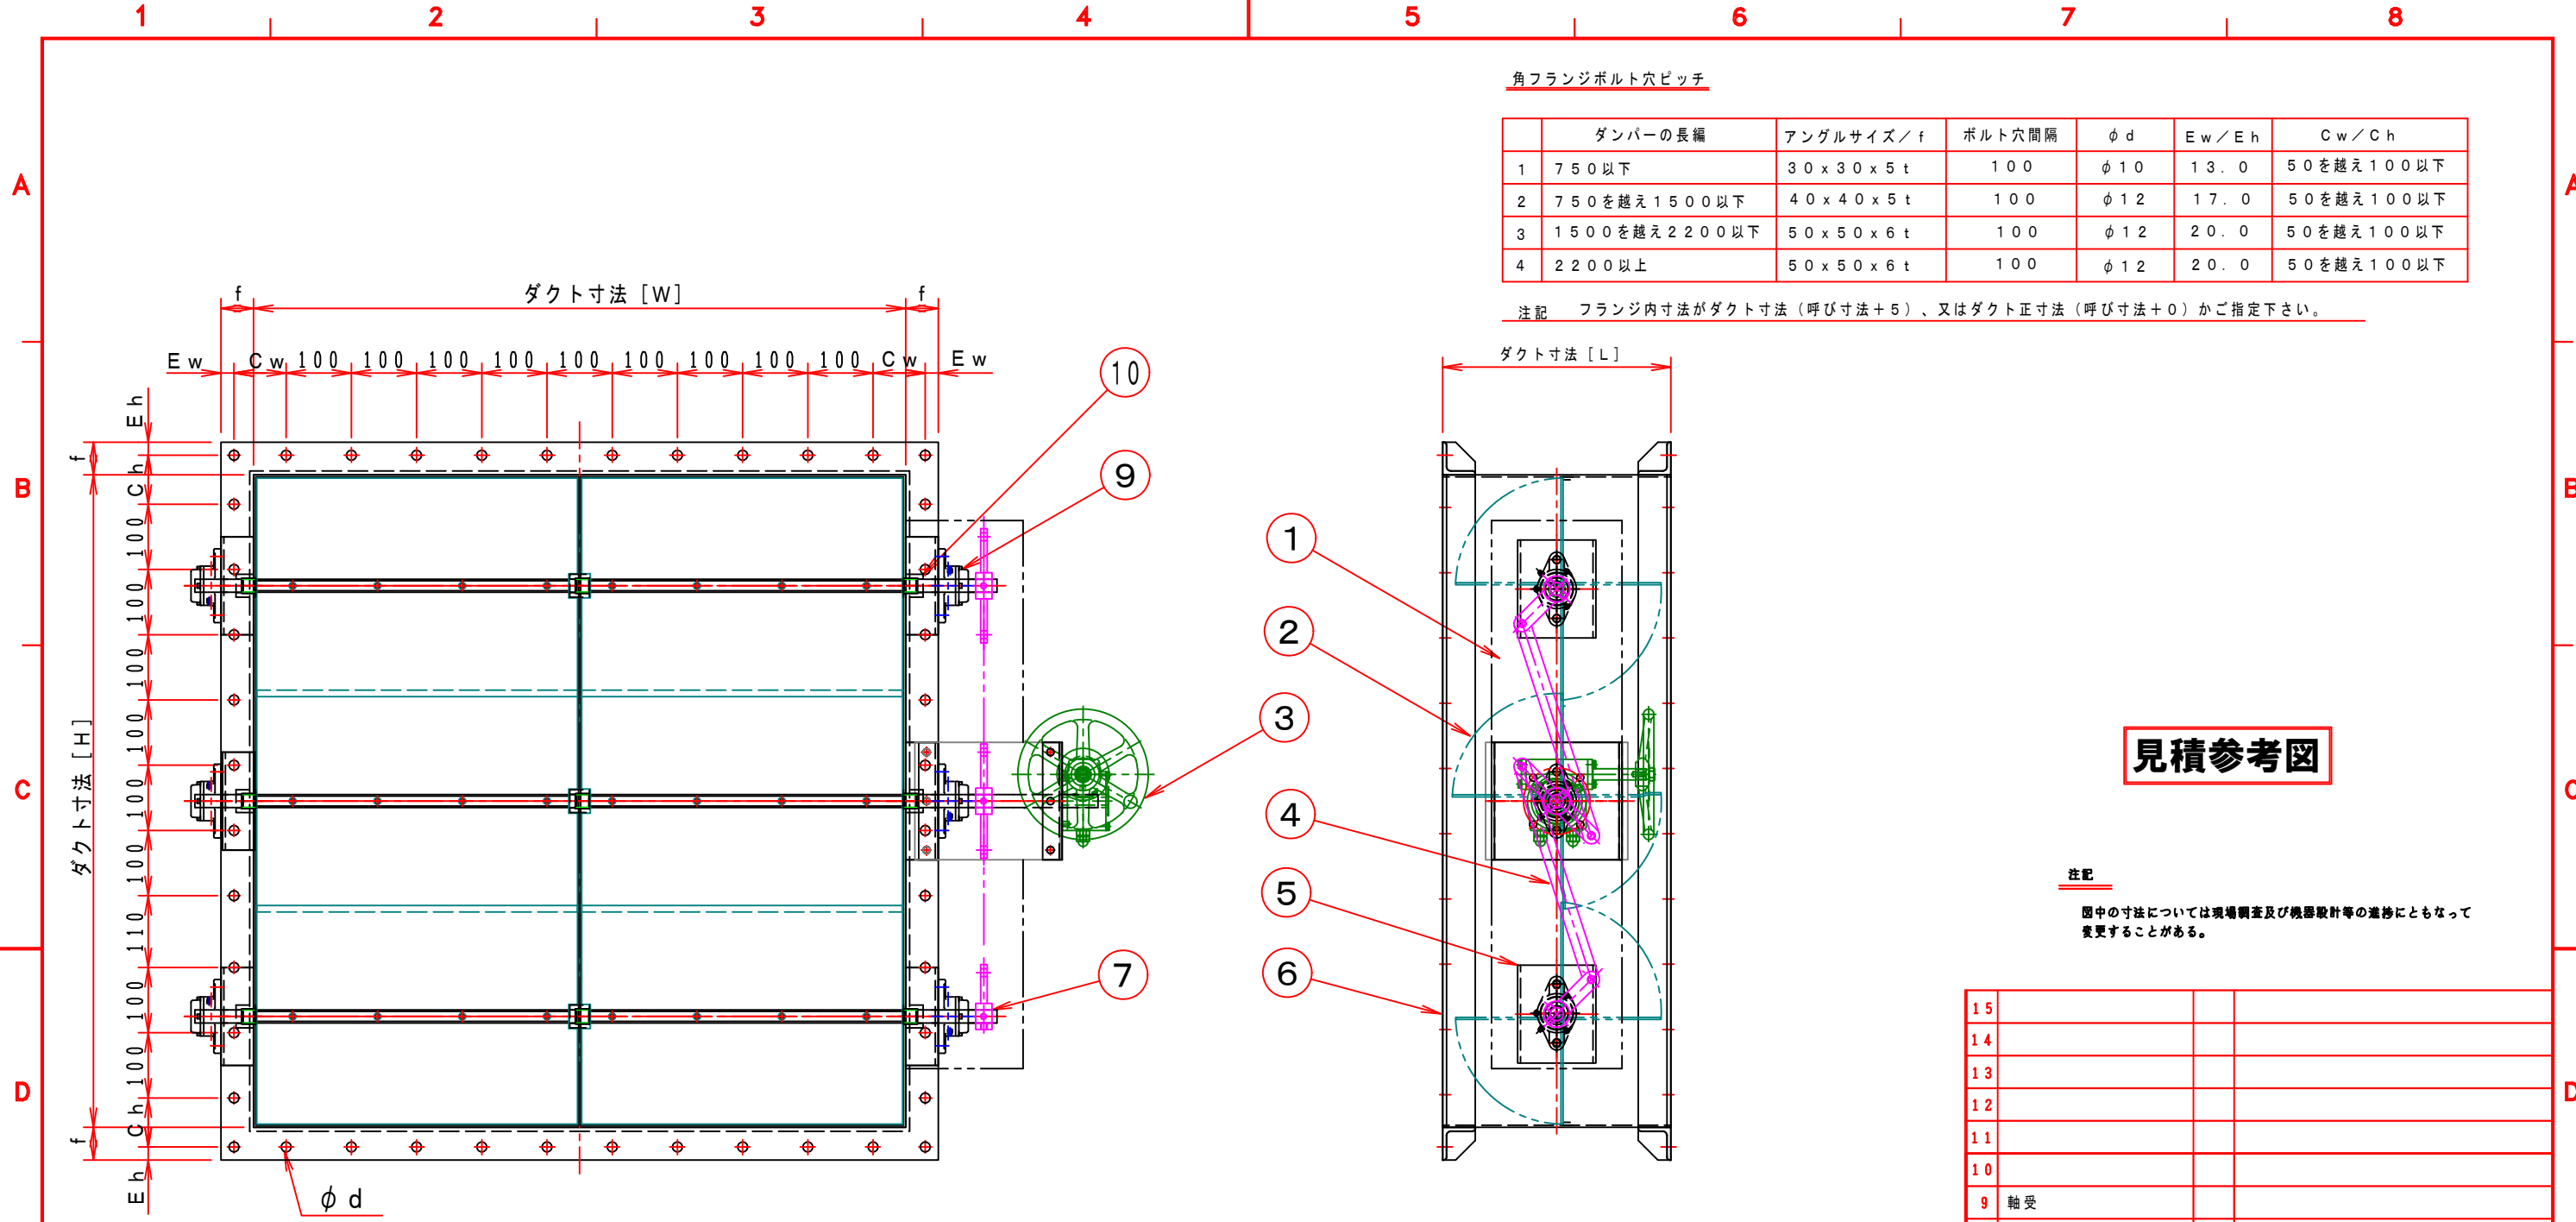 1 2 3 4 5 6 7 8
角フランジボルト穴ピッチ
ダンパーの長編 アングルサイズ/f ボルト穴間隔 φd Ew/Eh Cw/Ch
1 750以下 30x30x5t 100 φ10 13.0 50を越え100以下
2 750を越え1500以下 40x40x5t 100 φ12 17.0 50を越え100以下
3 1500を越え2200以下 50x50x6t 100 φ12 20.0 50を越え100以下
4 2200以上 50x50x6t 100 φ12 20.0 50を越え100以下
注記 フランジ内寸法がダクト寸法(呼び寸法+5)、又はダクト正寸法(呼び寸法+0)かご指定下さい。
A A
B B
C C
D D
f ダクト寸法[W] f
Ew Cw 100 100 100 100 100 100 100 100 100 Cw Ew
Eh
f
Ch
100
100
100
100
100
100
110
100
100
Ch
f
Eh
ダクト寸法[H]
φd
10
9
3
7
ダクト寸法[L]
1
2
4
5
6
見積参考図
注記
図中の寸法については現場調査及び機器設計等の進捗にともなって
変更することがある。
15
14
13
12
11
10
9 軸受